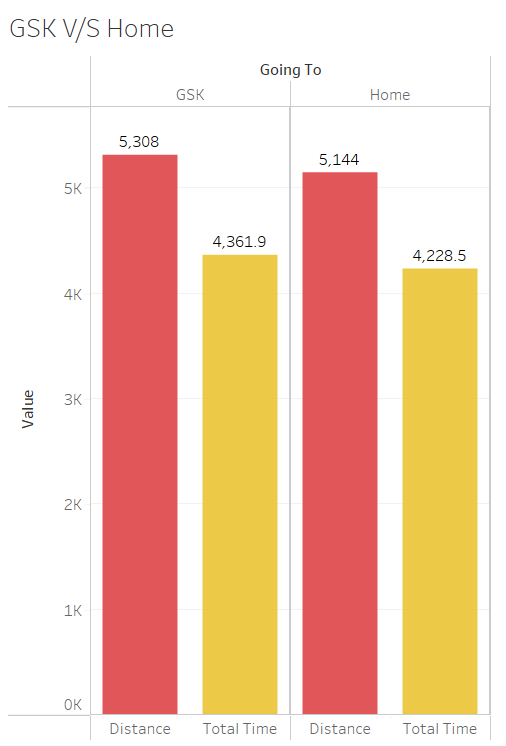 GSK V/S Home
Going To
GSK Home
5,308
5,144
4,361.9
4,228.5
5K
4K
3K
2K
1K
0K
Value
Distance Total Time Distance Total Time